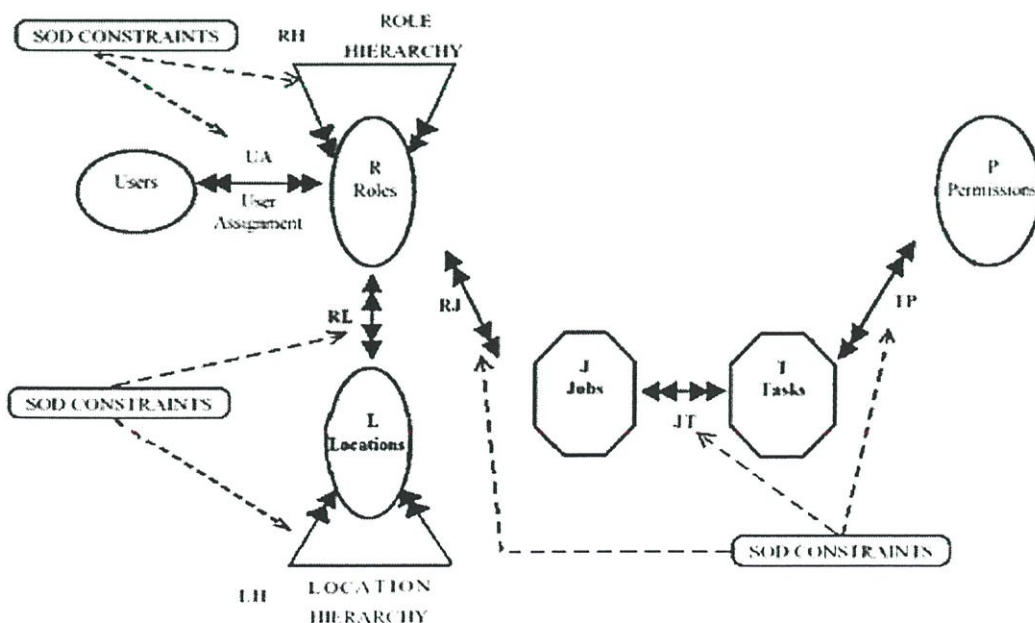 SOD CONSTRAINTS
RH
ROLE
HIERARCHY
UA
Users
User
Assignment
R
Roles
P
Permissions
RL
RJ
TP
SOD CONSTRAINTS
L
Locations
J
Jobs
T
Tasks
JT
SOD CONSTRAINTS
LH
LOCATION
HIERARCHY